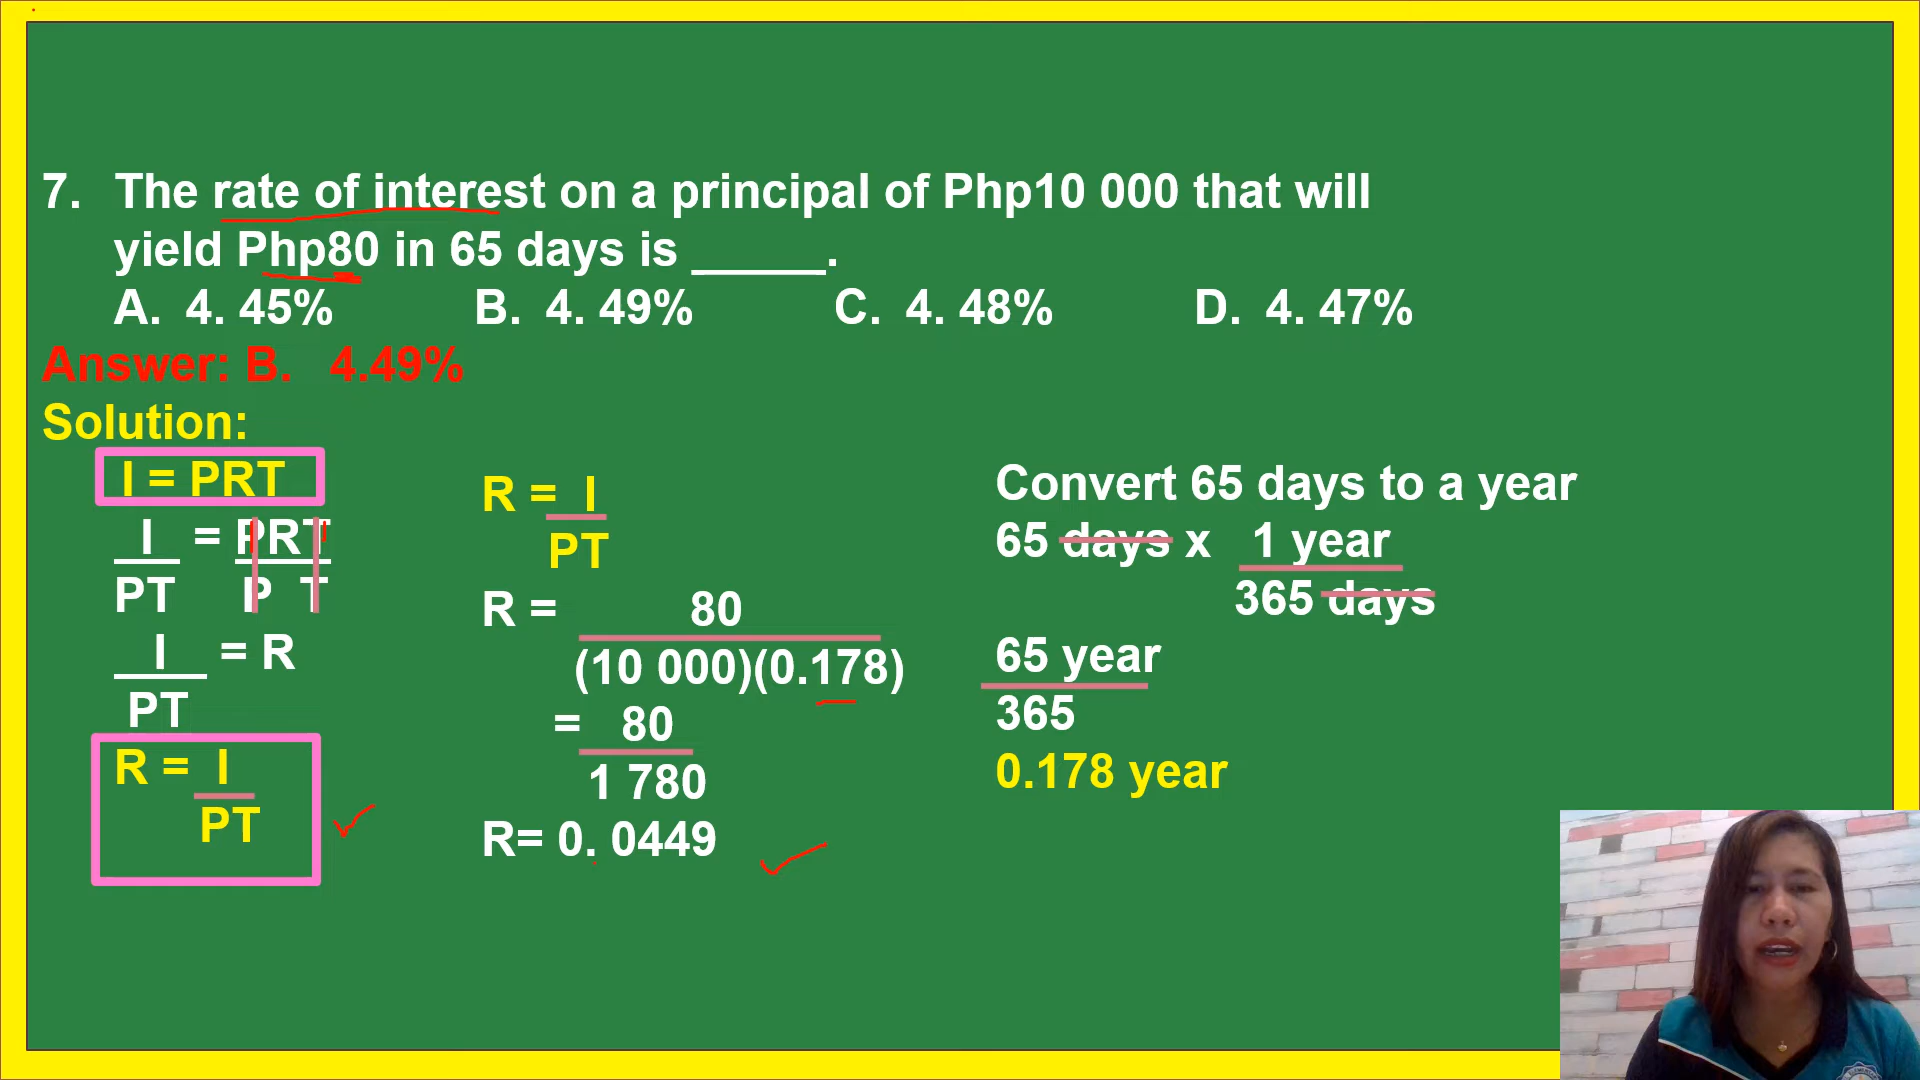 7. The rate of interest on a principal of Php10 000 that will
yield Php80 in 65 days is _____.
A. 4. 45% B. 4. 49% C. 4. 48% D. 4. 47%
Answer: B. 4.49%
Solution:
I = PRT
I = PRT
PT P T
I = R
PT
R = I
PT
R = I
PT
R = 80
(10 000)(0.178)
= 80
1 780
R= 0. 0449
Convert 65 days to a year
65 days x 1 year
365 days
65 year
365
0.178 year